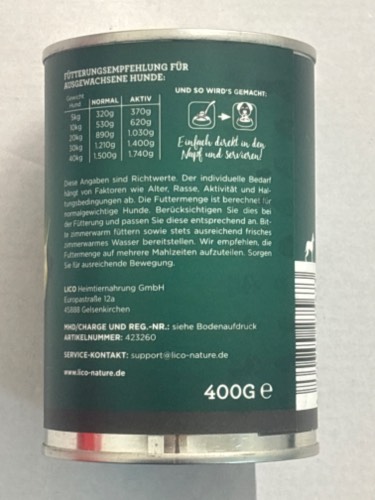 FÜTTERUNGSEMPFEHLUNG FÜR
AUSGEWACHSENE HUNDE:
Gewicht Hund NORMAL AKTIV
5kg 320g 370g
10kg 530g 620g
20kg 890g 1.030g
30kg 1.210g 1.400g
40kg 1.500g 1.740g
UND SO WIRD'S GEMACHT:
Einfach direkt in den
Napf und Servieren!
Diese Angaben sind Richtwerte. Der individuelle Bedarf
hängt von Faktoren wie Alter, Rasse, Aktivität und Hal-
tungsbedingungen ab. Die Futtermenge ist berechnet für
normalgewichtige Hunde. Berücksichtigen Sie dies bei
der Fütterung und passen Sie diese entsprechend an. Bit-
te zimmerwarm füttern sowie stets ausreichend frisches
zimmerwarmes Wasser bereitstellen. Wir empfehlen, die
Futtermenge auf mehrere Mahlzeiten aufzuteilen. Sorgen
Sie für ausreichende Bewegung.
LICO Heimtiernahrung GmbH
Europastraße 12a
45888 Gelsenkirchen
MHD/CHARGE UND REG.-NR.: siehe Bodenaufdruck
ARTIKELNUMMER: 423260
SERVICE-KONTAKT: support@lico-nature.de
www.lico-nature.de
400G e